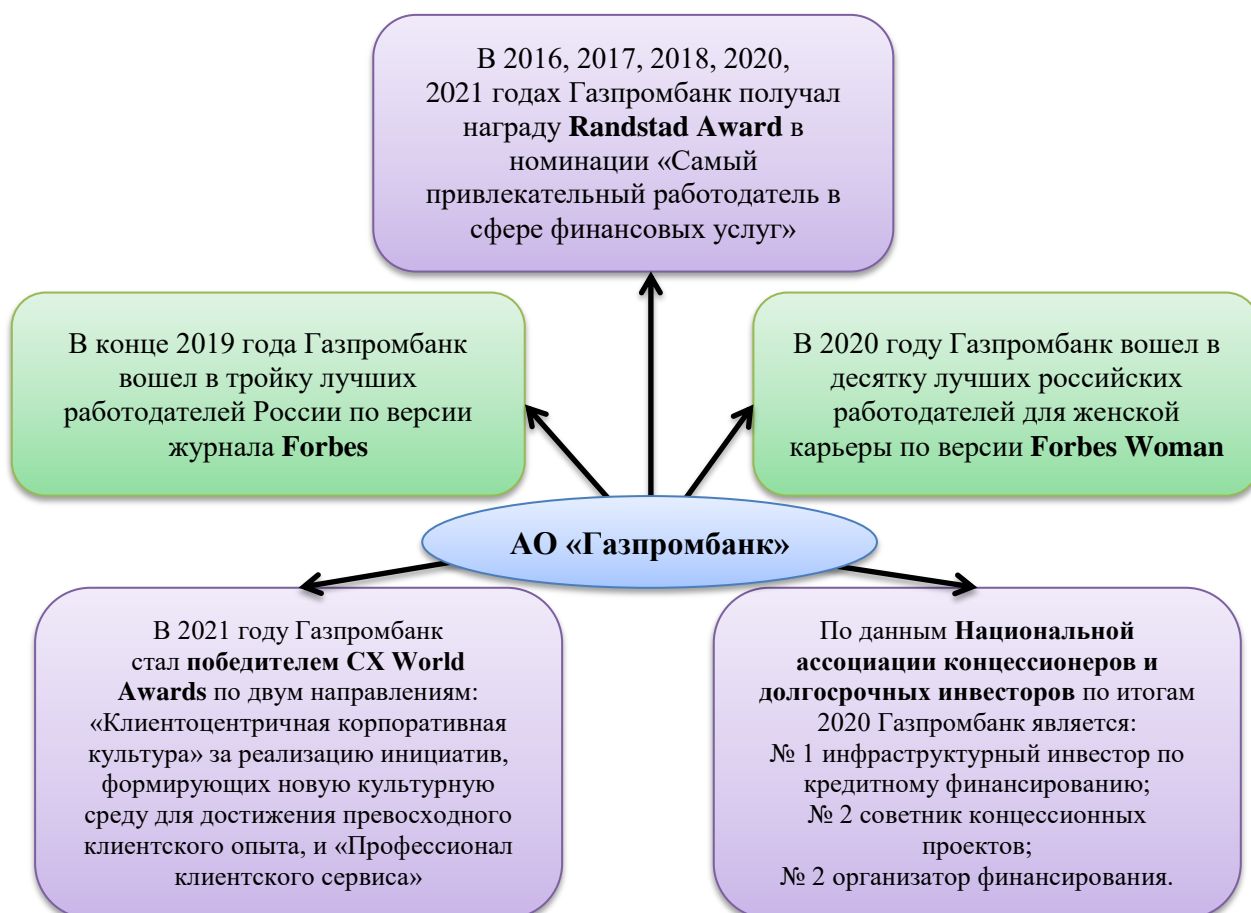 В 2016, 2017, 2018, 2020,
2021 годах Газпромбанк получал
награду Randstad Award в
номинации «Самый
привлекательный работодатель в
сфере финансовых услуг»
В конце 2019 года Газпромбанк
вошел в тройку лучших
работодателей России по версии
журнала Forbes
В 2020 году Газпромбанк вошел в
десятку лучших российских
работодателей для женской
карьеры по версии Forbes Woman
АО «Газпромбанк»
В 2021 году Газпромбанк
стал победителем CX World
Awards по двум направлениям:
«Клиентоцентричная корпоративная
культура» за реализацию инициатив,
формирующих новую культурную
среду для достижения превосходного
клиентского опыта, и «Профессионал
клиентского сервиса»
По данным Национальной
ассоциации концессионеров и
долгосрочных инвесторов по итогам
2020 Газпромбанк является:
№ 1 инфраструктурный инвестор по
кредитному финансированию;
№ 2 советник концессионных
проектов;
№ 2 организатор финансирования.